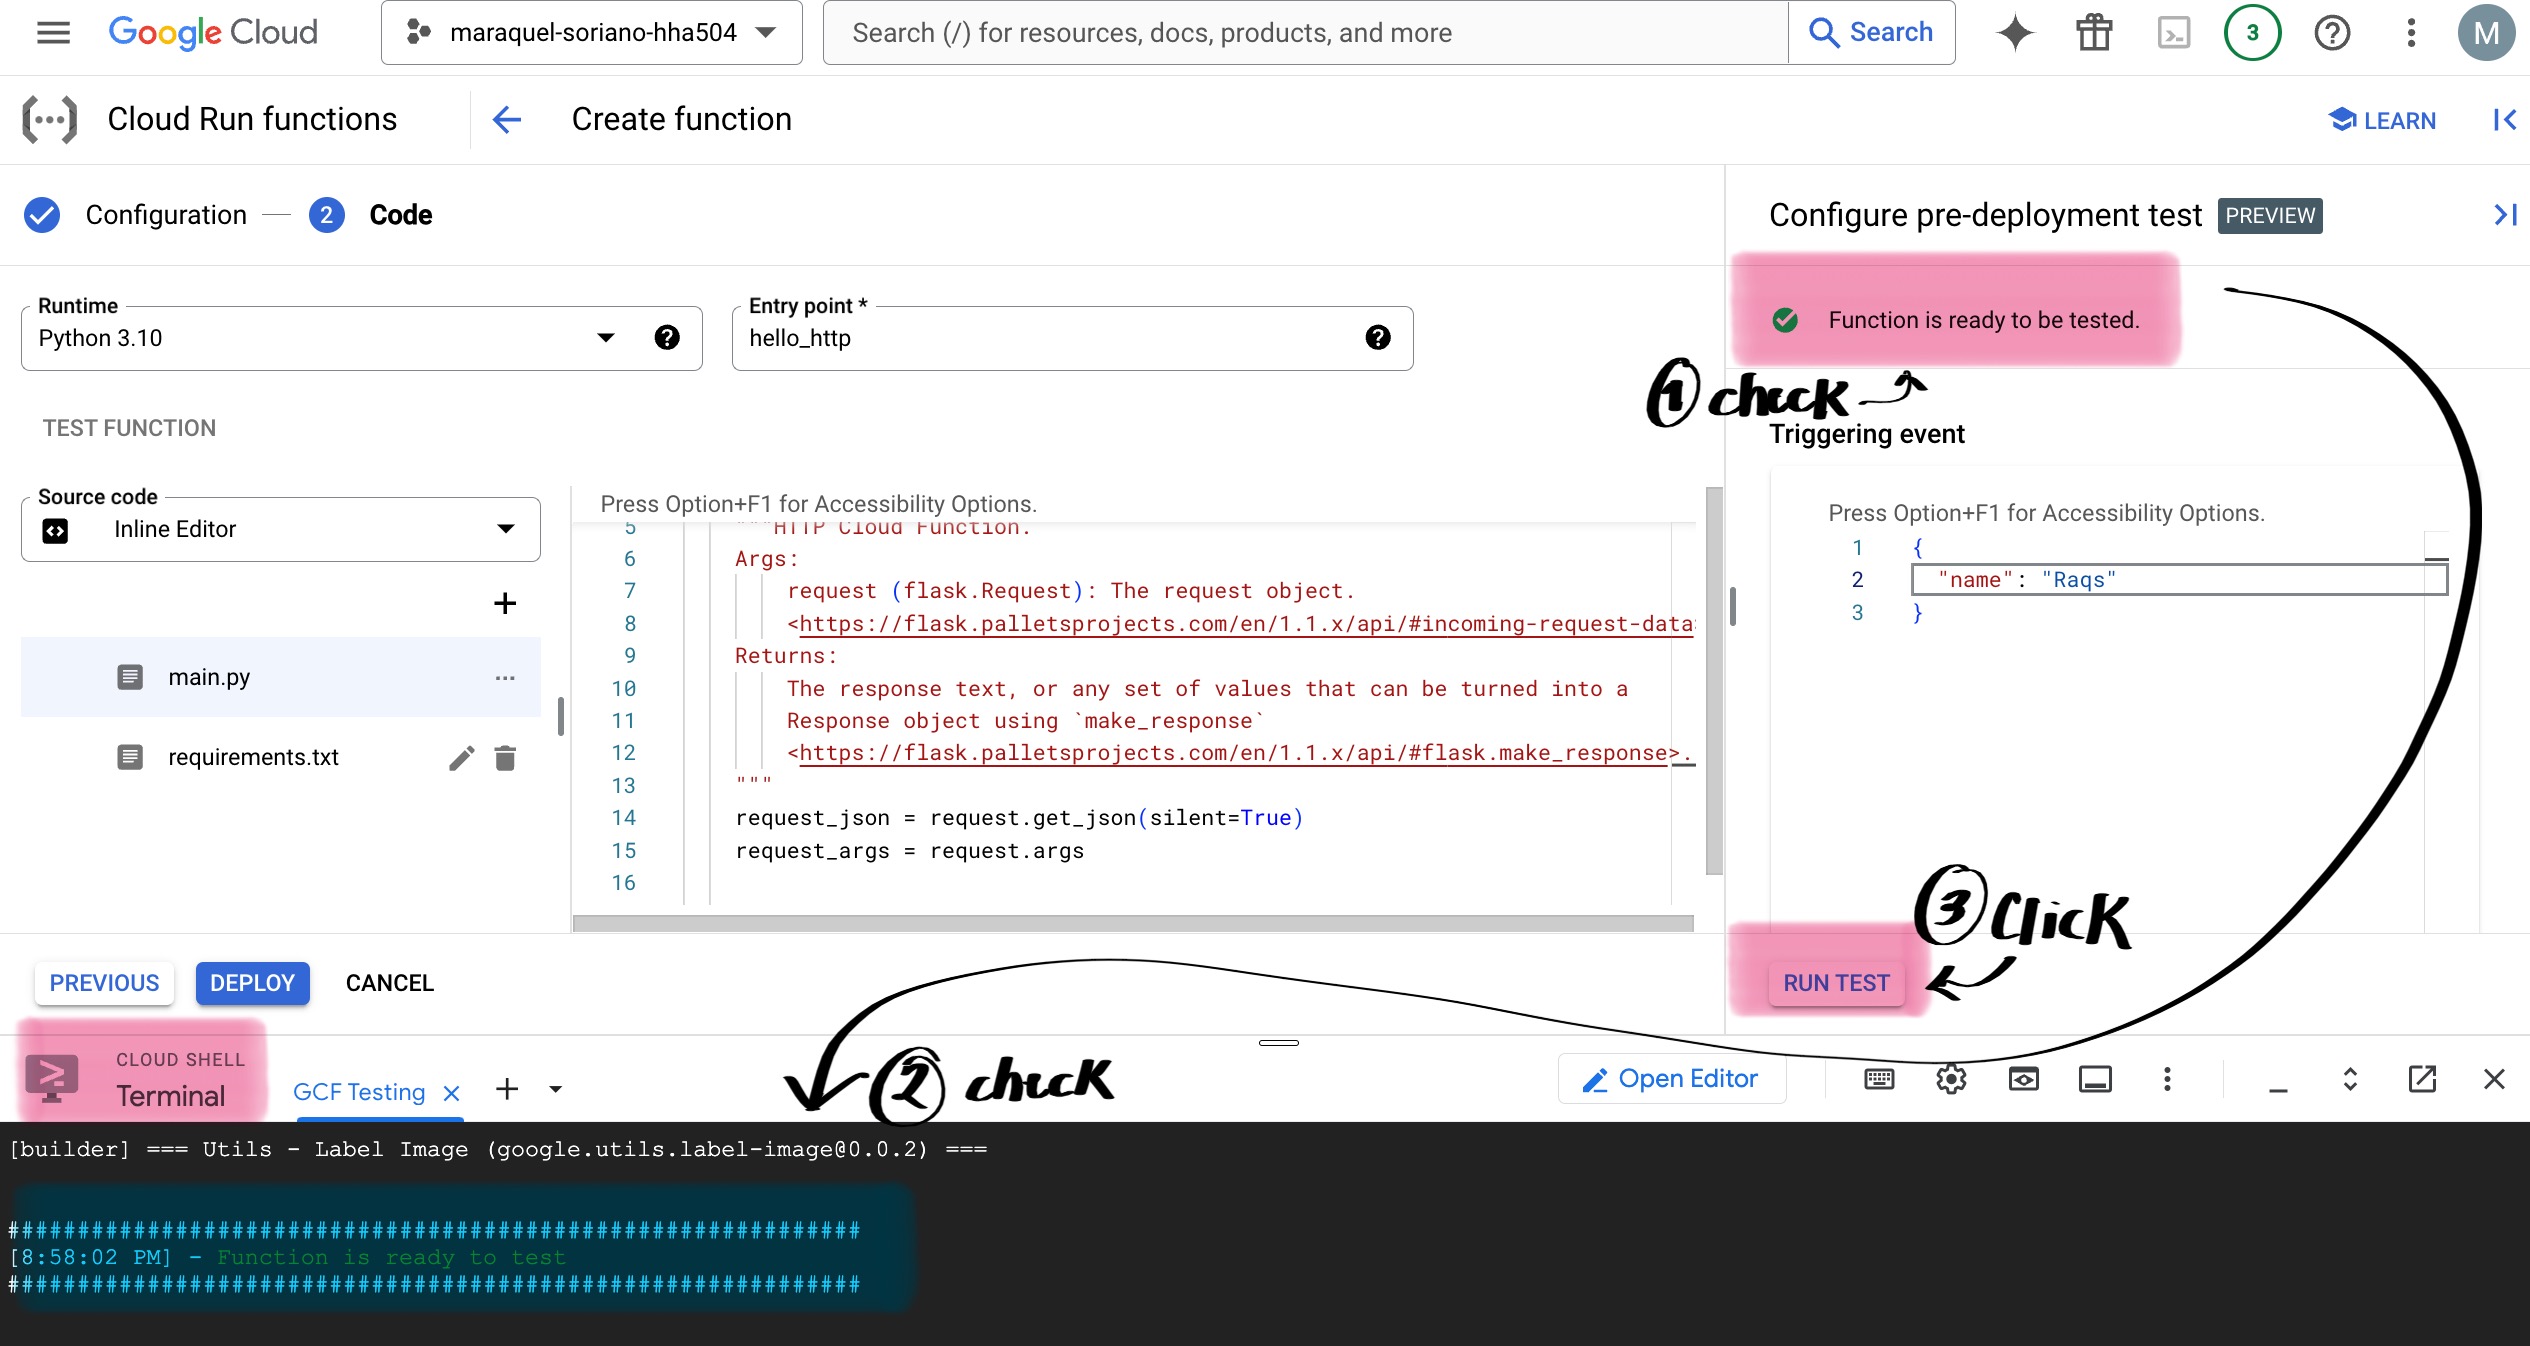 Google Cloud
maraquel-soriano-hha504
Search (/) for resources, docs, products, and more
Search
3
M
Cloud Run functions
Create function
LEARN
Configuration
2
Code
Configure pre-deployment test
PREVIEW
Function is ready to be tested.
1 check
Runtime
Python 3.10
Entry point *
hello_http
TEST FUNCTION
Source code
Inline Editor
main.py
requirements.txt
Press Option+F1 for Accessibility Options.
5 """HTTP Cloud Function.
6 Args:
7 request (flask.Request): The request object.
8 <https://flask.palletsprojects.com/en/1.1.x/api/#incoming-request-data>
9 Returns:
10 The response text, or any set of values that can be turned into a
11 Response object using `make_response`
12 <https://flask.palletsprojects.com/en/1.1.x/api/#flask.make_response>.
13 """
14 request_json = request.get_json(silent=True)
15 request_args = request.args
16
Triggering event
Press Option+F1 for Accessibility Options.
1 {
2 "name": "Raqs"
3 }
3 Click
PREVIOUS
DEPLOY
CANCEL
RUN TEST
CLOUD SHELL
Terminal
GCF Testing
2 check
Open Editor
[builder] === Utils - Label Image (google.utils.label-image@0.0.2) ===
#############################################################
[8:58:02 PM] - Function is ready to test
#############################################################